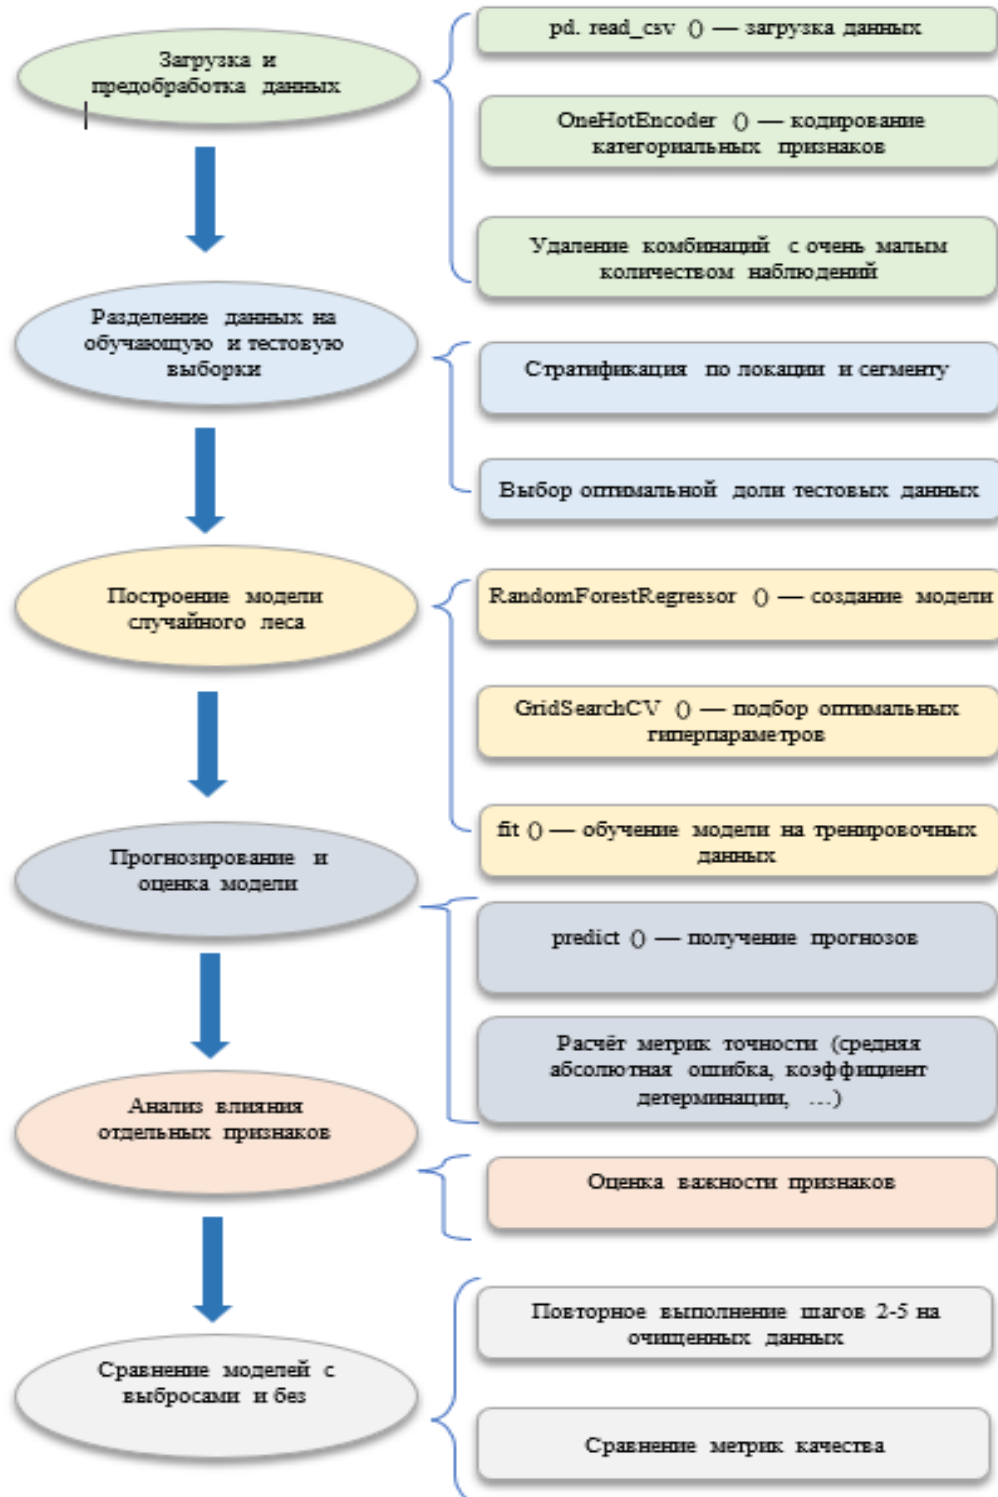 Загрузка и
предобработка данных
pd. read_csv () — загрузка данных
OneHotEncoder () — кодирование
категориальных признаков
Удаление комбинаций с очень малым
количеством наблюдений
Разделение данных на
обучающую и тестовую
выборки
Стратификация по локации и сегменту
Выбор оптимальной доли тестовых данных
Построение модели
случайного леса
RandomForestRegressor () — создание модели
GridSearchCV () — подбор оптимальных
гиперпараметров
fit () — обучение модели на тренировочных
данных
Прогнозирование и
оценка модели
predict () — получение прогнозов
Расчёт метрик точности (средняя
абсолютная ошибка, коэффициент
детерминации, …)
Анализ влияния
отдельных признаков
Оценка важности признаков
Сравнение моделей с
выбросами и без
Повторное выполнение шагов 2-5 на
очищенных данных
Сравнение метрик качества